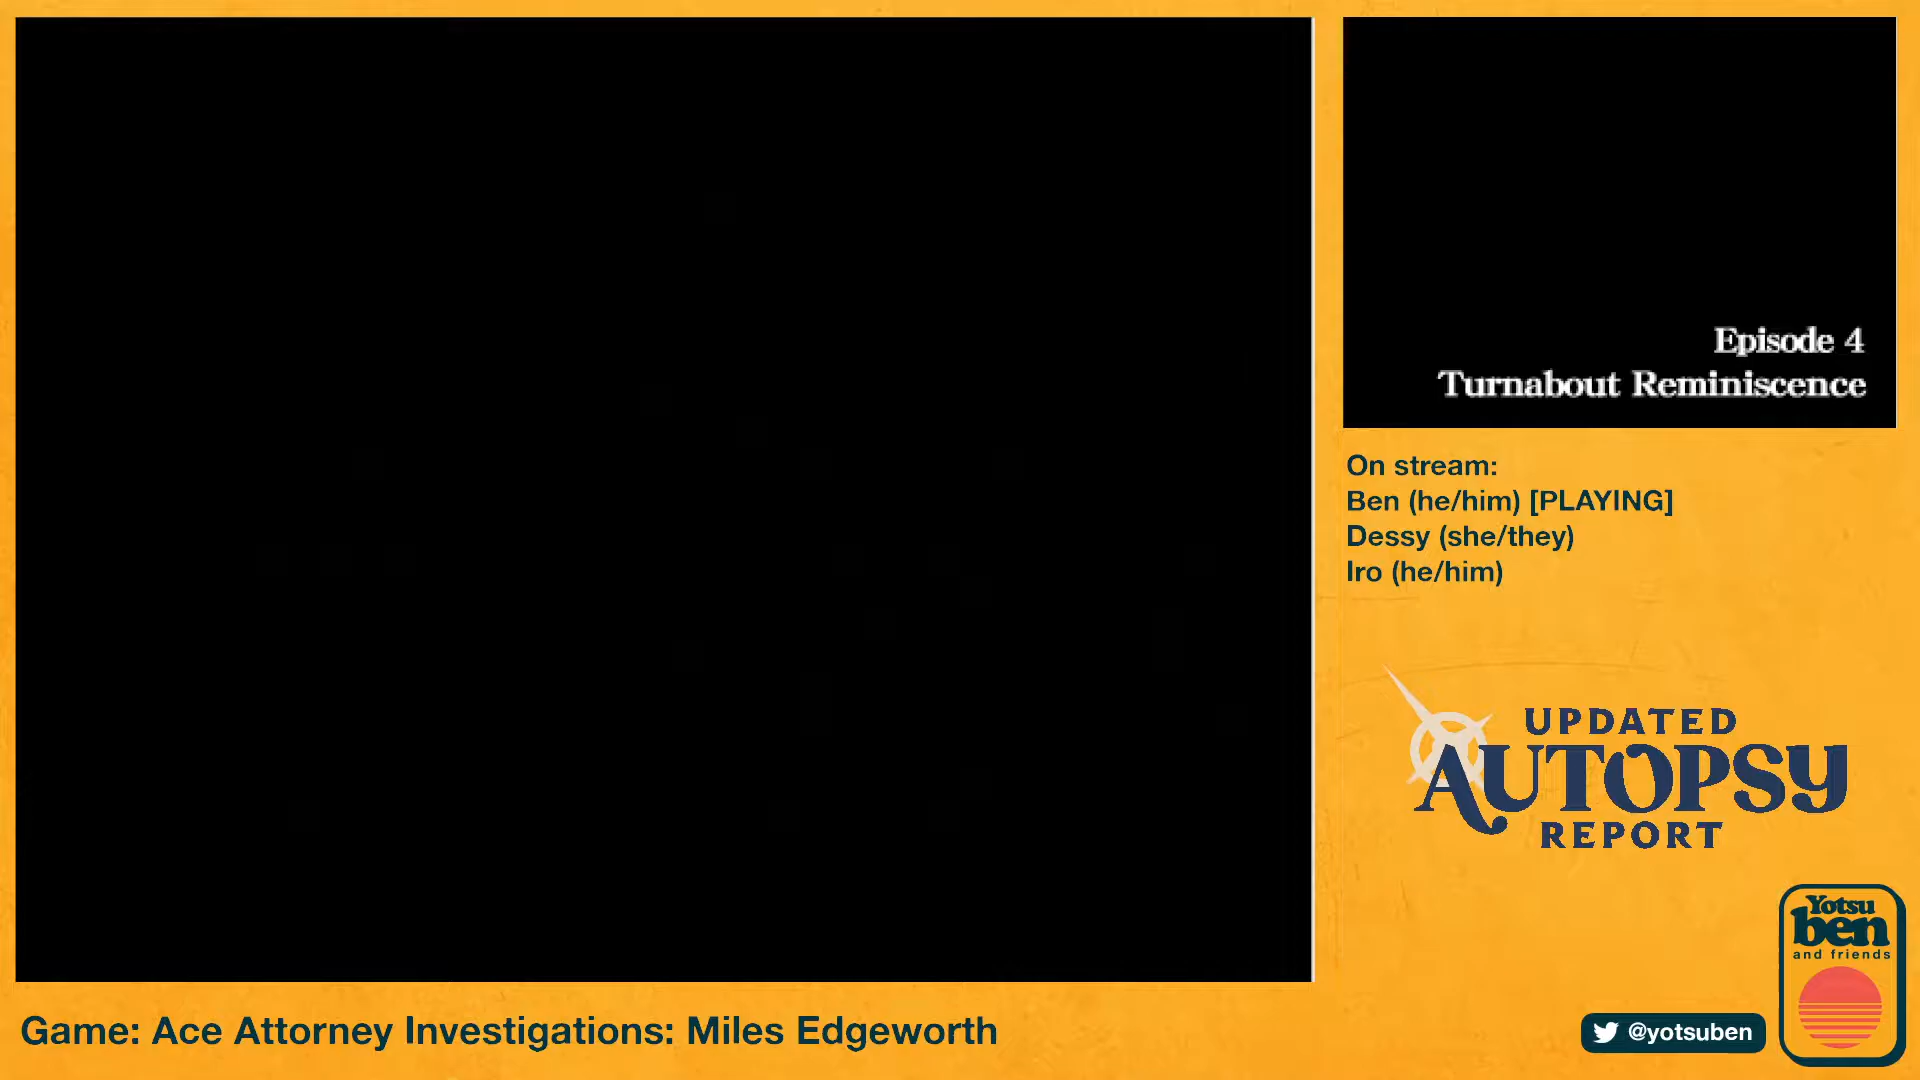 Episode 4
Turnabout Reminiscence
On stream:
Ben (he/him) [PLAYING]
Dessy (she/they)
Iro (he/him)
UPDATED
AUTOPSY
REPORT
Yotsu
ben
and friends
Game: Ace Attorney Investigations: Miles Edgeworth
@yotsuben